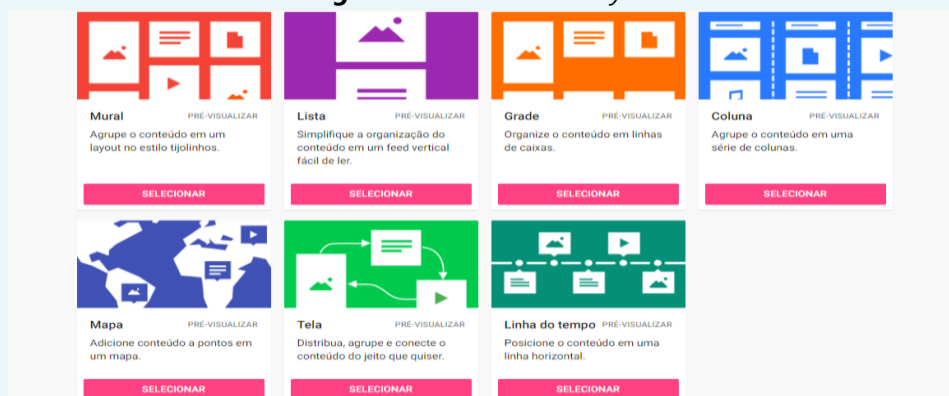 Mural PRÉ-VISUALIZAR
Agrupe o conteúdo em um
layout no estilo tijolinhos.
SELECIONAR
Lista PRÉ-VISUALIZAR
Simplifique a organização do
conteúdo em um feed vertical
fácil de ler.
SELECIONAR
Grade PRÉ-VISUALIZAR
Organize o conteúdo em linhas
de caixas.
SELECIONAR
Coluna PRÉ-VISUALIZAR
Agrupe o conteúdo em uma
série de colunas.
SELECIONAR
Mapa PRÉ-VISUALIZAR
Adicione conteúdo a pontos em
um mapa.
SELECIONAR
Tela PRÉ-VISUALIZAR
Distribua, agrupe e conecte o
conteúdo do jeito que quiser.
SELECIONAR
Linha do tempo PRÉ-VISUALIZAR
Posicione o conteúdo em uma
linha horizontal.
SELECIONAR